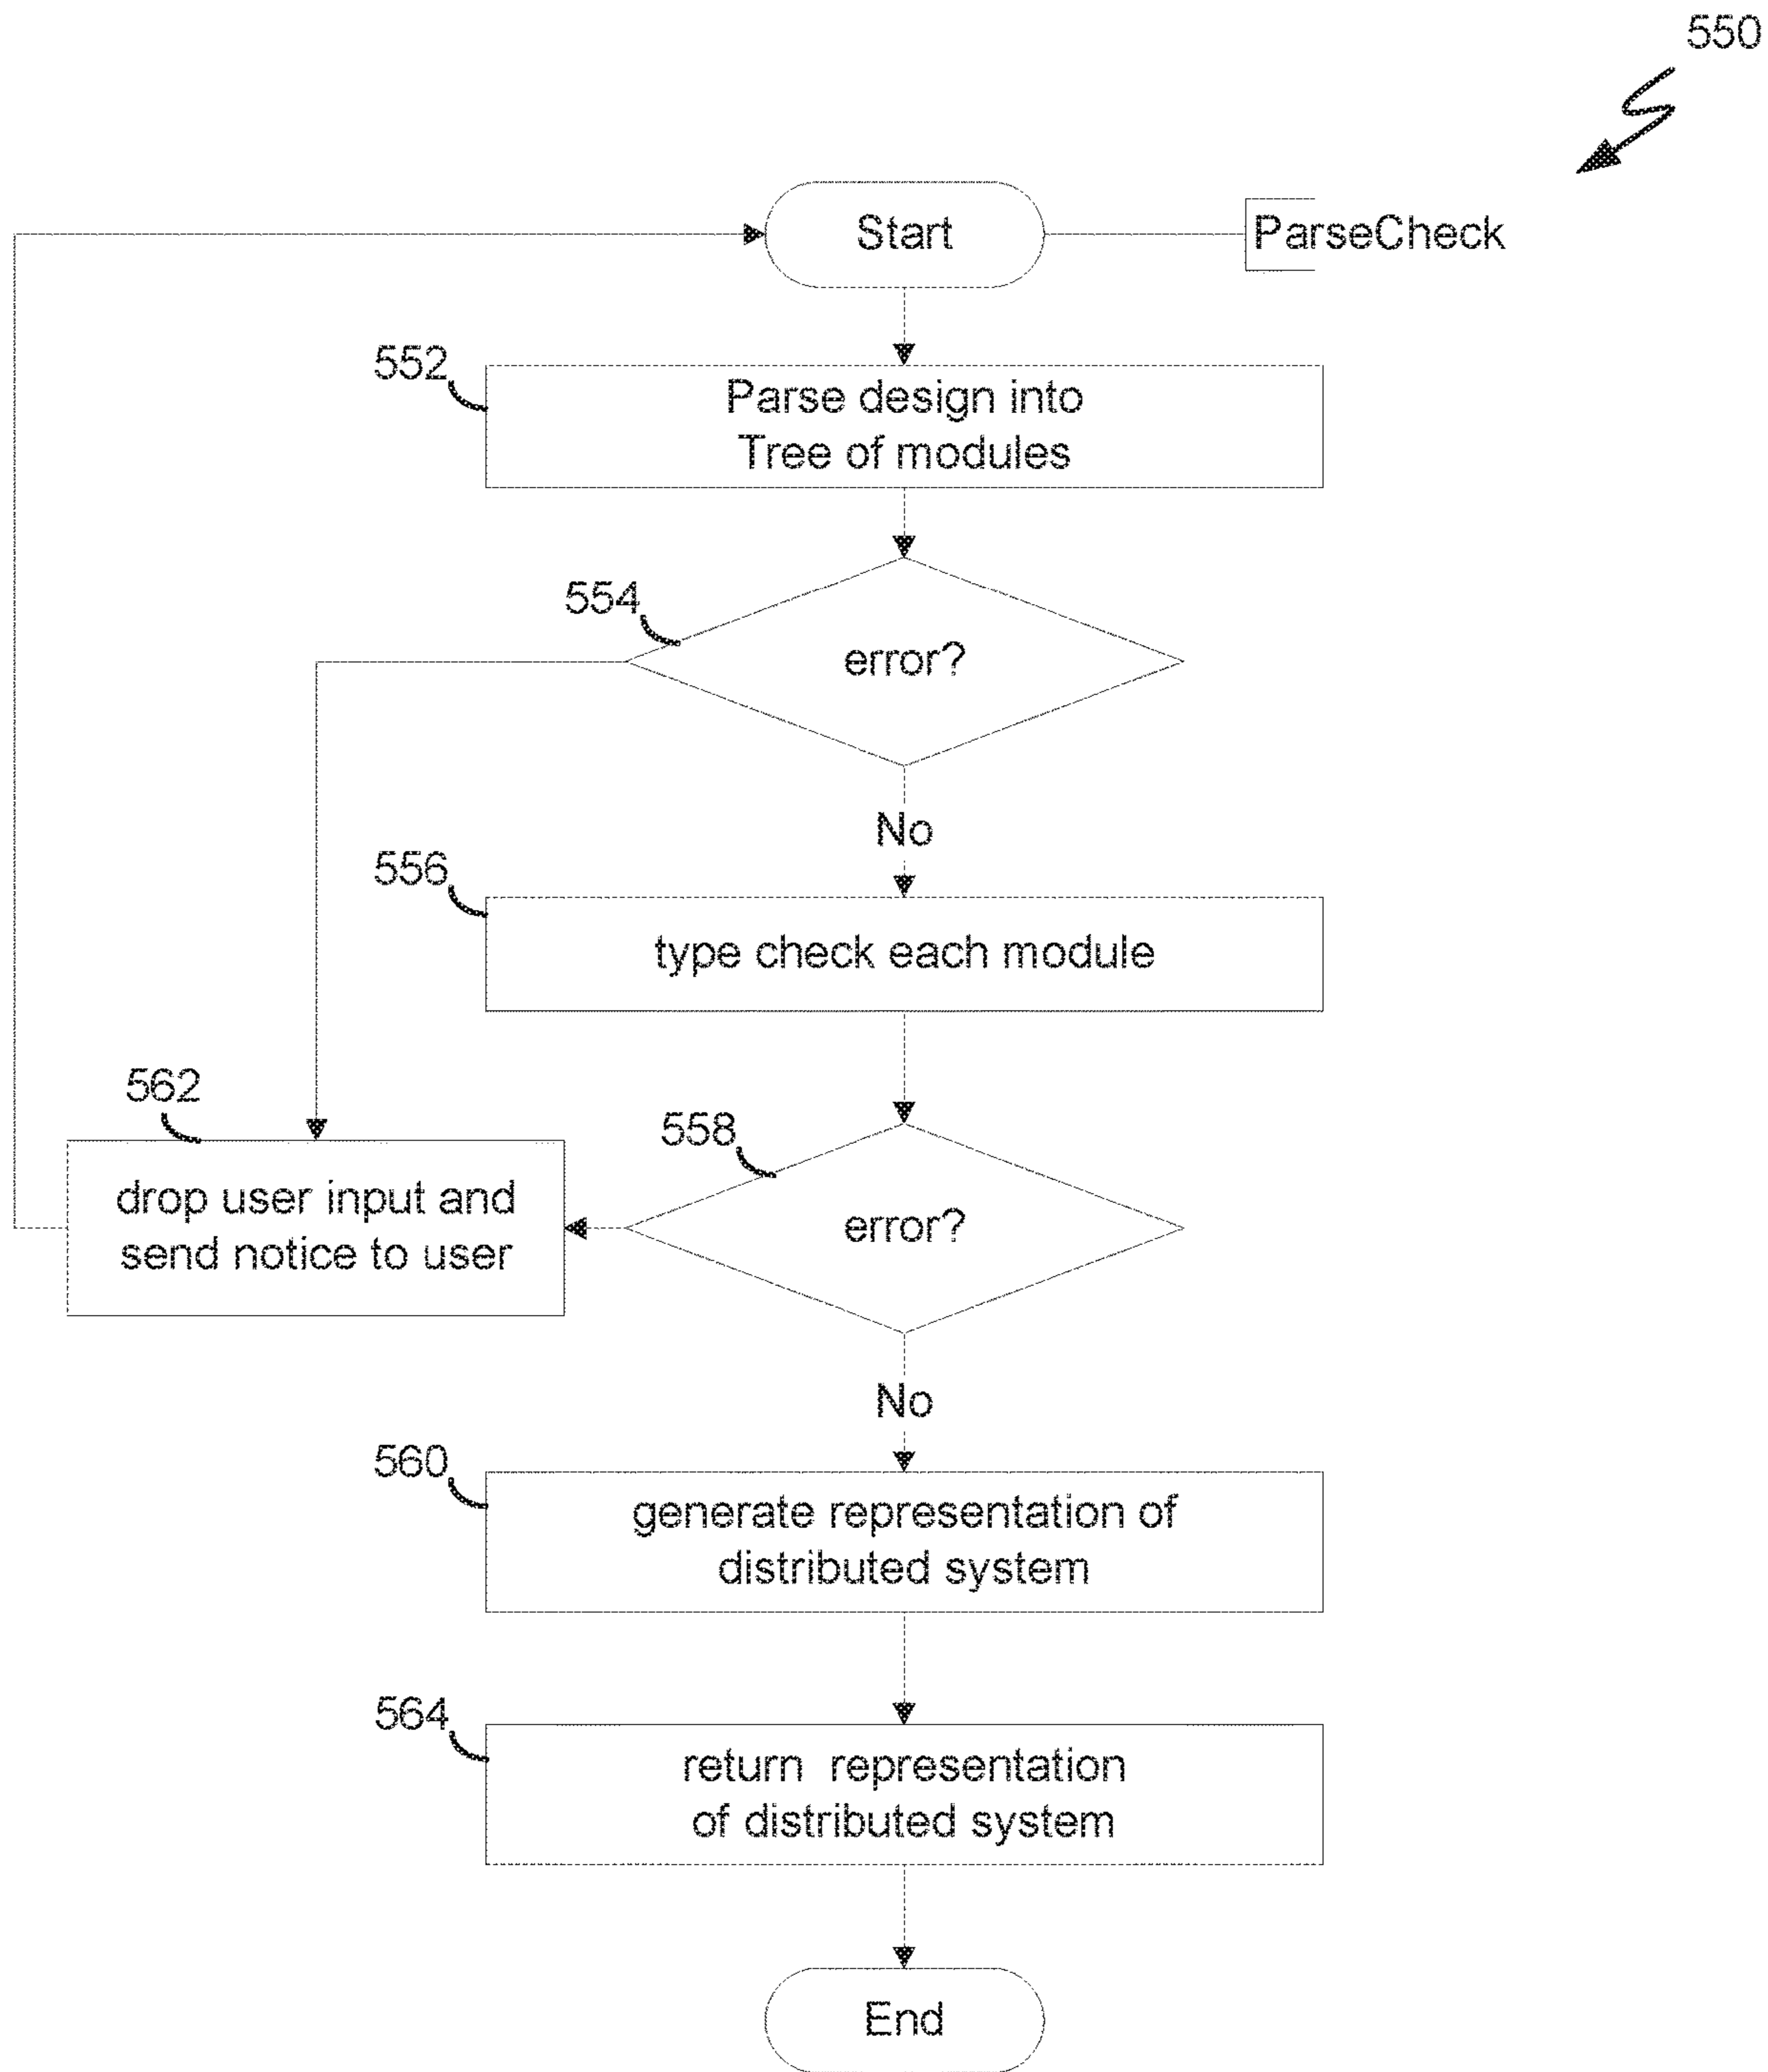 550
Start
ParseCheck
552
Parse design into
Tree of modules
554
error?
No
556
type check each module
562
drop user input and
send notice to user
558
error?
No
560
generate representation of
distributed system
564
return representation
of distributed system
End